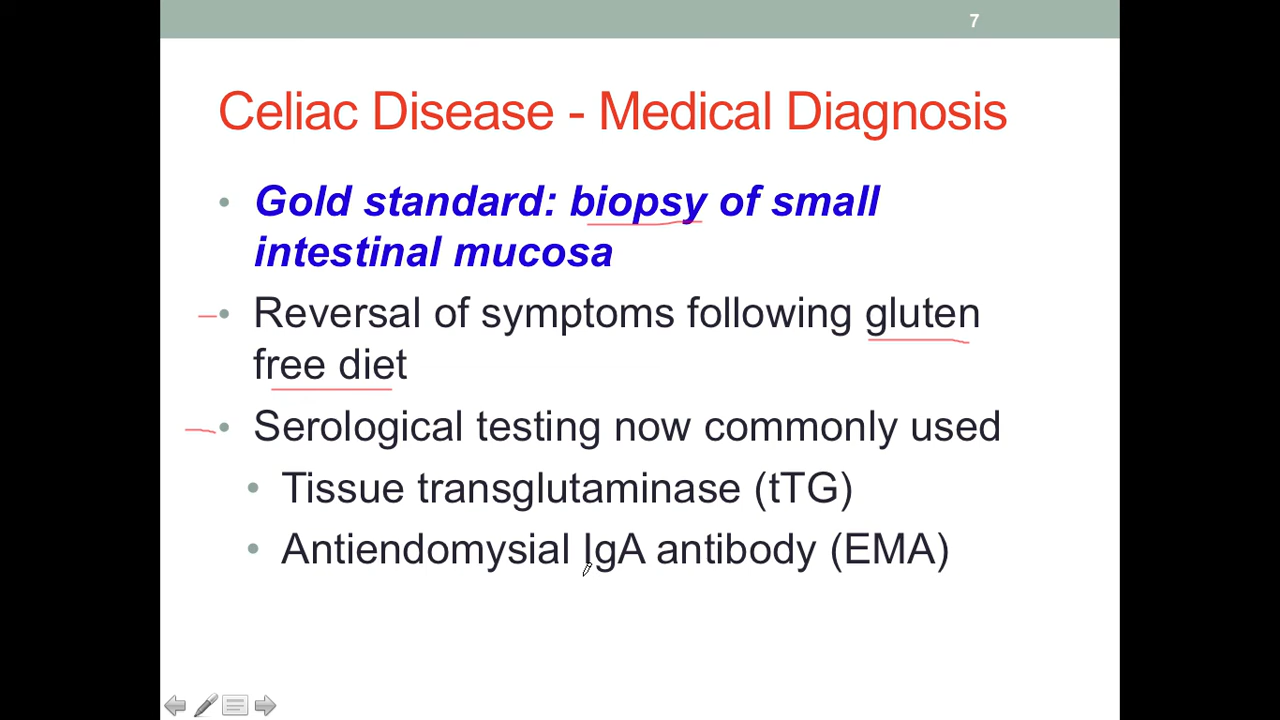 7
Celiac Disease - Medical Diagnosis
• Gold standard: biopsy of small
intestinal mucosa
• Reversal of symptoms following gluten
free diet
• Serological testing now commonly used
• Tissue transglutaminase (tTG)
• Antiendomysial IgA antibody (EMA)